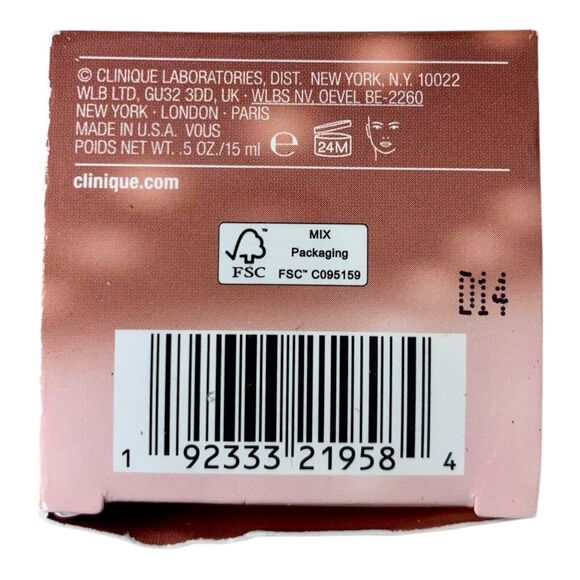 © CLINIQUE LABORATORIES, DIST. NEW YORK, N.Y. 10022
WLB LTD, GU32 3DD, UK · WLBS NV, OEVEL BE-2260
NEW YORK · LONDON · PARIS
MADE IN U.S.A. VOUS
POIDS NET WT. .5 OZ./15 ml ℮ 24M
clinique.com
MIX
Packaging
FSC™ C095159
FSC™
D14
1 92333 21958 4